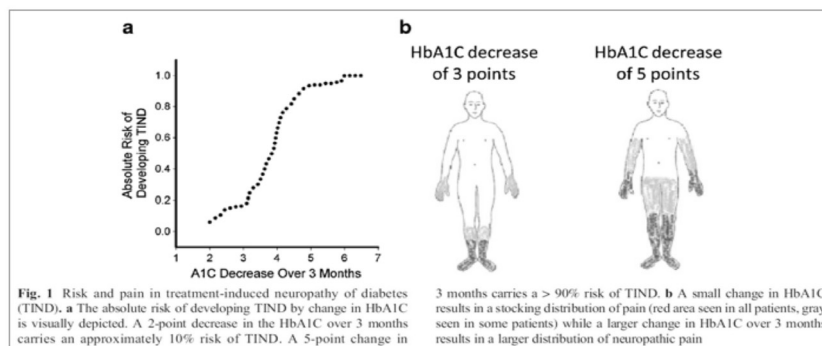 a
Absolute Risk of
Developing TIND
1.0
0.8
0.6
0.4
0.2
0.0
1 2 3 4 5 6 7
A1C Decrease Over 3 Months
b
HbA1C decrease
of 3 points
HbA1C decrease
of 5 points
Fig. 1 Risk and pain in treatment-induced neuropathy of diabetes
(TIND). a The absolute risk of developing TIND by change in HbA1C
is visually depicted. A 2-point decrease in the HbA1C over 3 months
carries an approximately 10% risk of TIND. A 5-point change in
3 months carries a > 90% risk of TIND. b A small change in HbA1C
results in a stocking distribution of pain (red area seen in all patients, gray
seen in some patients) while a larger change in HbA1C over 3 months
results in a larger distribution of neuropathic pain